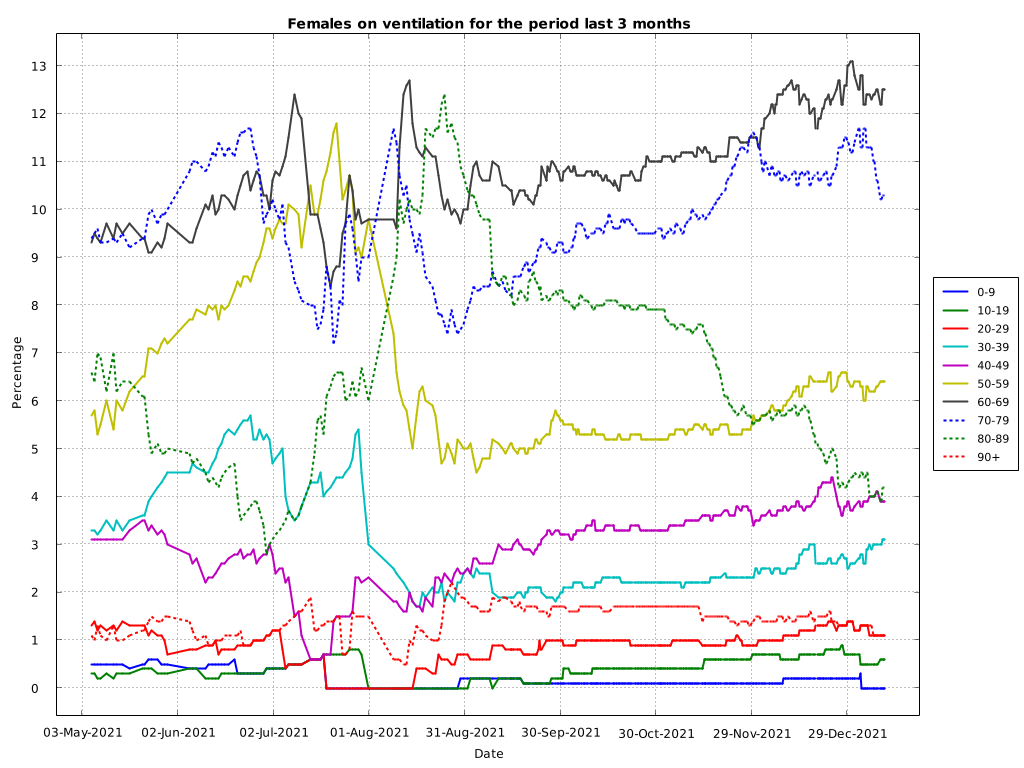 Females on ventilation for the period last 3 months
13
12
11
10
9
8
7
6
5
4
3
2
1
0
Percentage
03-May-2021
02-Jun-2021
02-Jul-2021
01-Aug-2021
31-Aug-2021
30-Sep-2021
30-Oct-2021
29-Nov-2021
29-Dec-2021
Date
0-9
10-19
20-29
30-39
40-49
50-59
60-69
70-79
80-89
90+